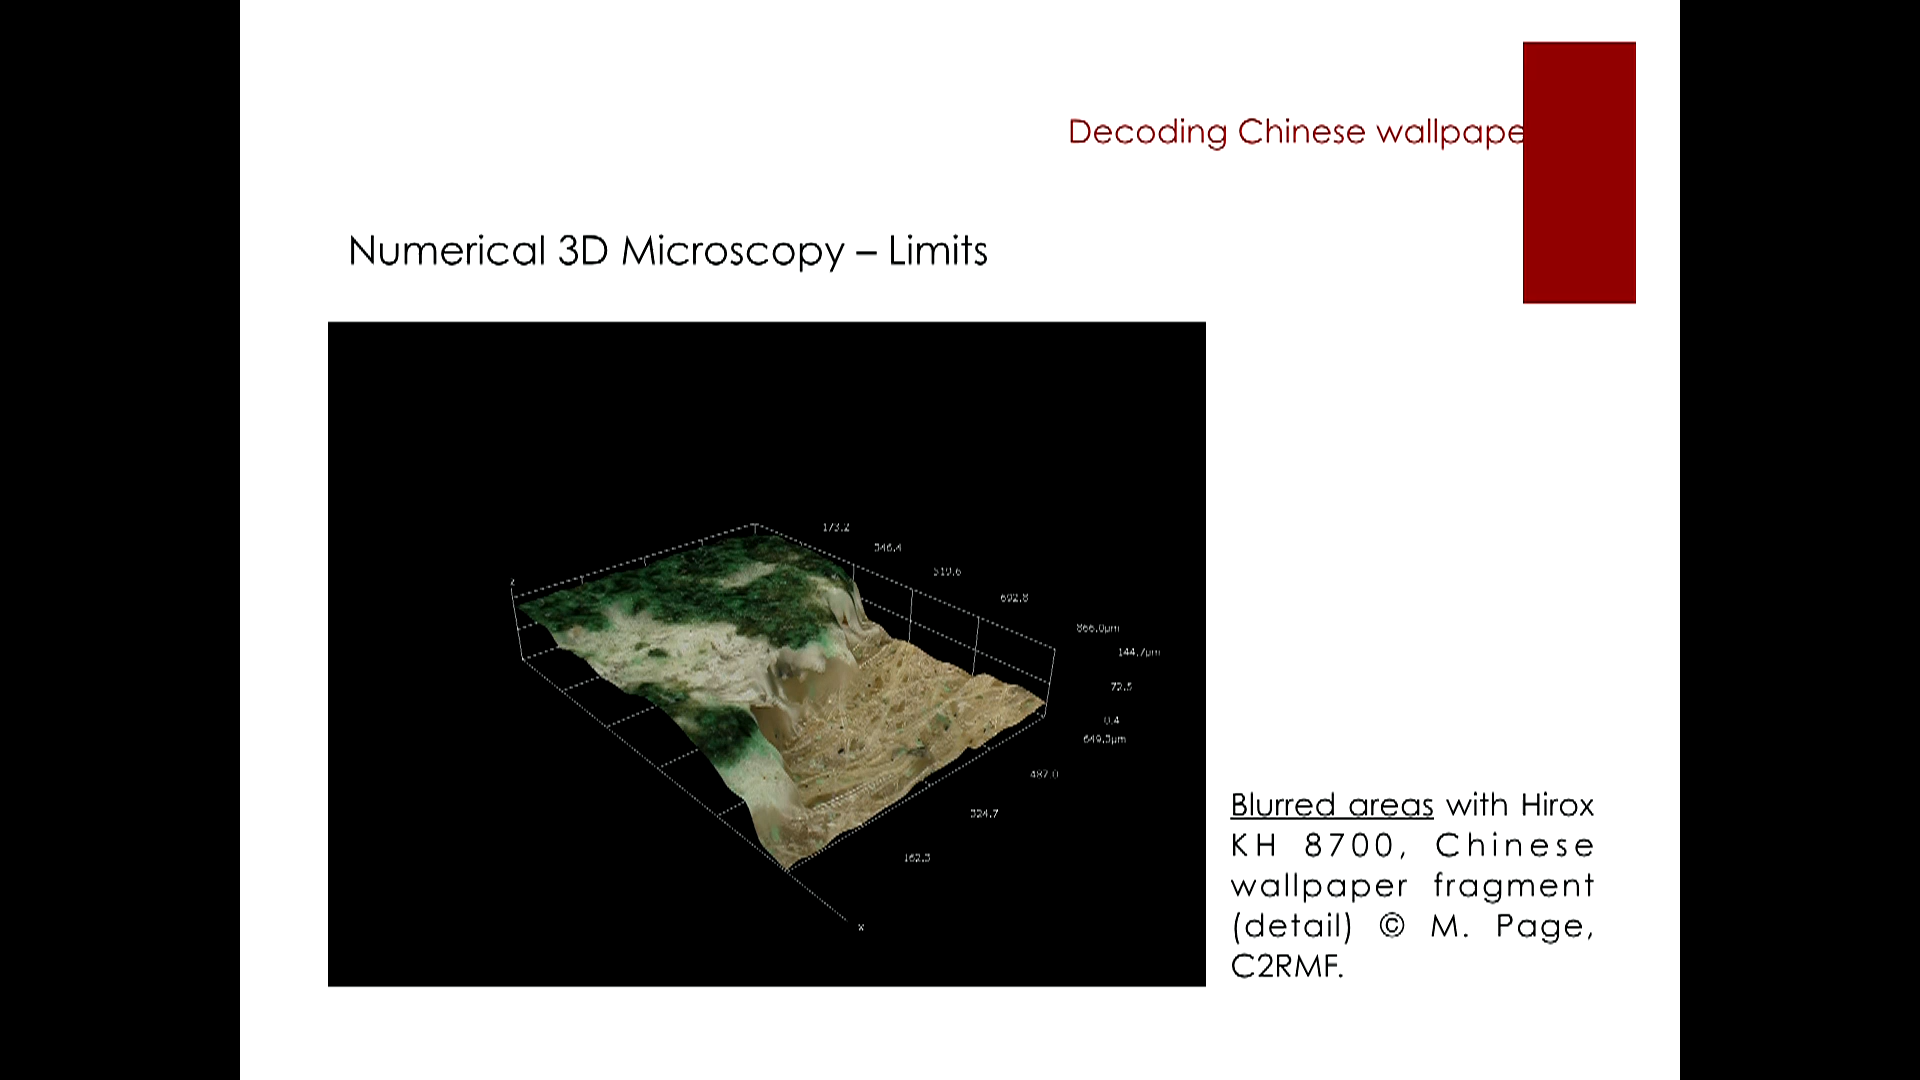 Decoding Chinese wallpape
Numerical 3D Microscopy – Limits
173.2
346.4
519.6
692.8
866.0µm
144.7µm
72.5
0.4
649.3µm
487.0
324.7
162.3
z
x
Blurred areas with Hirox
KH 8700, Chinese
wallpaper fragment
(detail) © M. Page,
C2RMF.